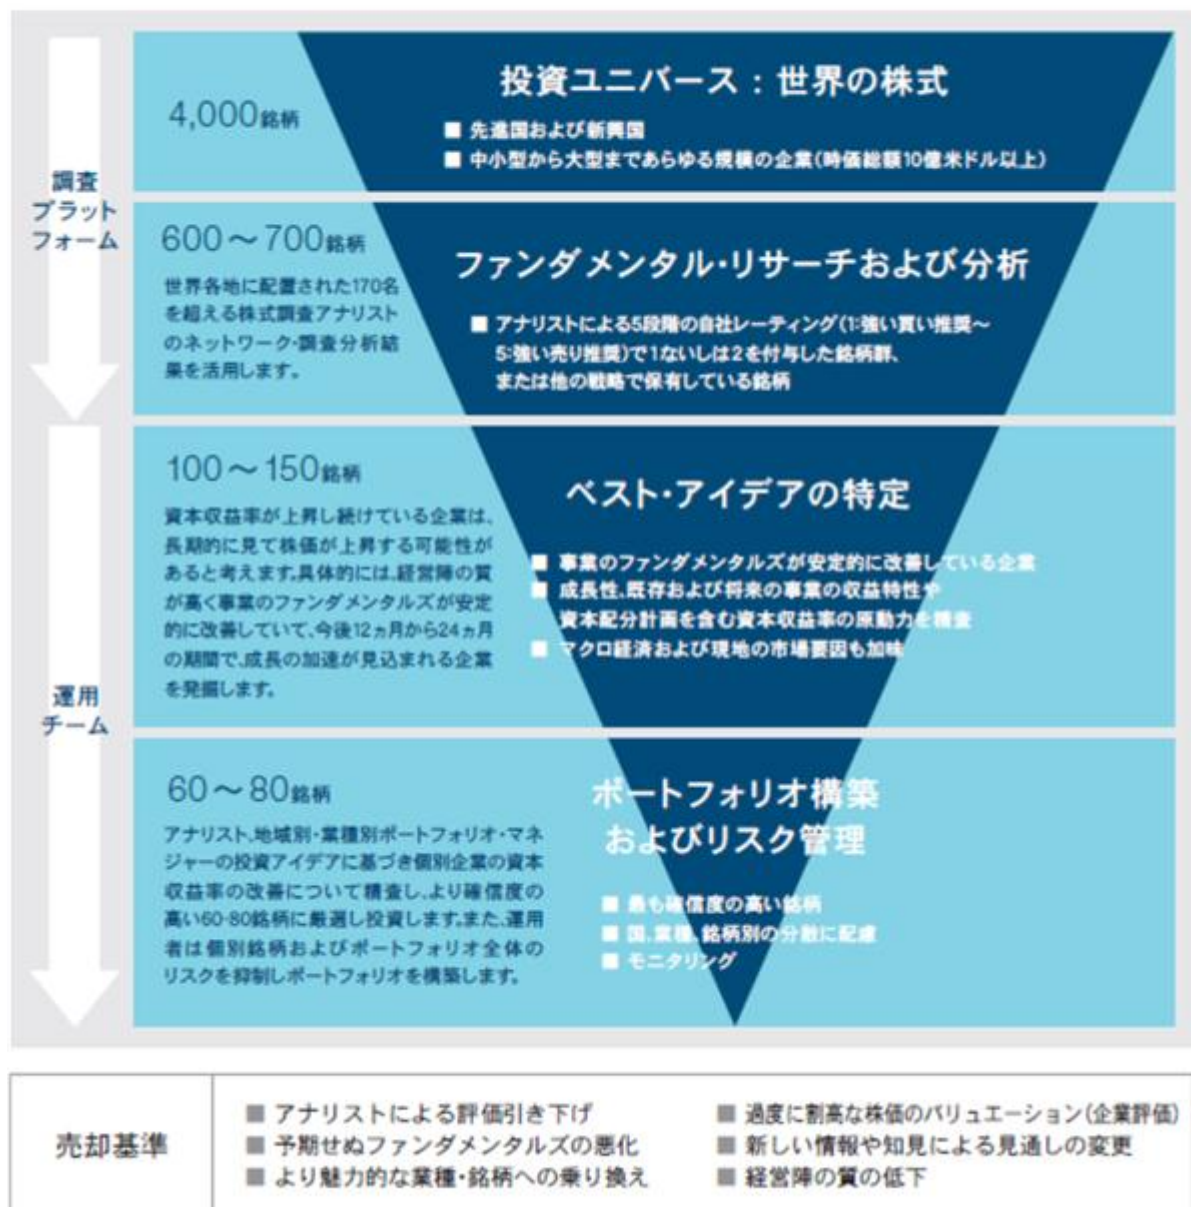 調査
プラット
フォーム
4,000銘柄
投資ユニバース：世界の株式
■ 先進国および新興国
■ 中小型から大型まであらゆる規模の企業（時価総額10億米ドル以上）
600～700銘柄
世界各地に配置された170名
を超える株式調査アナリスト
のネットワーク・調査分析結
果を活用します。
ファンダメンタル・リサーチおよび分析
■ アナリストによる5段階の自社レーティング（1:強い買い推奨～
5:強い売り推奨）で1ないしは2を付与した銘柄群、
または他の戦略で保有している銘柄
運用
チーム
100～150銘柄
資本収益率が上昇し続けている企業は、
長期的に見て株価が上昇する可能性が
あると考えます。具体的には、経営陣の質
が高く事業のファンダメンタルズが安定
的に改善していて、今後12ヵ月から24ヵ月
の期間で、成長の加速が見込まれる企業
を発掘します。
ベスト・アイデアの特定
■ 事業のファンダメンタルズが安定的に改善している企業
■ 成長性、既存および将来の事業の収益特性や
資本配分計画を含む資本収益率の原動力を精査
■ マクロ経済および現地の市場要因も加味
60～80銘柄
アナリスト、地域別・業種別ポートフォリオ・マネ
ジャーの投資アイデアに基づき個別企業の資本
収益率の改善について精査し、より確信度の
高い60-80銘柄に厳選し投資します。また、運用
者は個別銘柄およびポートフォリオ全体の
リスクを抑制しポートフォリオを構築します。
ポートフォリオ構築
およびリスク管理
■ 最も確信度の高い銘柄
■ 国、業種、銘柄別の分散に配慮
■ モニタリング
売却基準
■ アナリストによる評価引き下げ
■ 予期せぬファンダメンタルズの悪化
■ より魅力的な業種・銘柄への乗り換え
■ 過度に割高な株価のバリュエーション（企業評価）
■ 新しい情報や知見による見通しの変更
■ 経営陣の質の低下